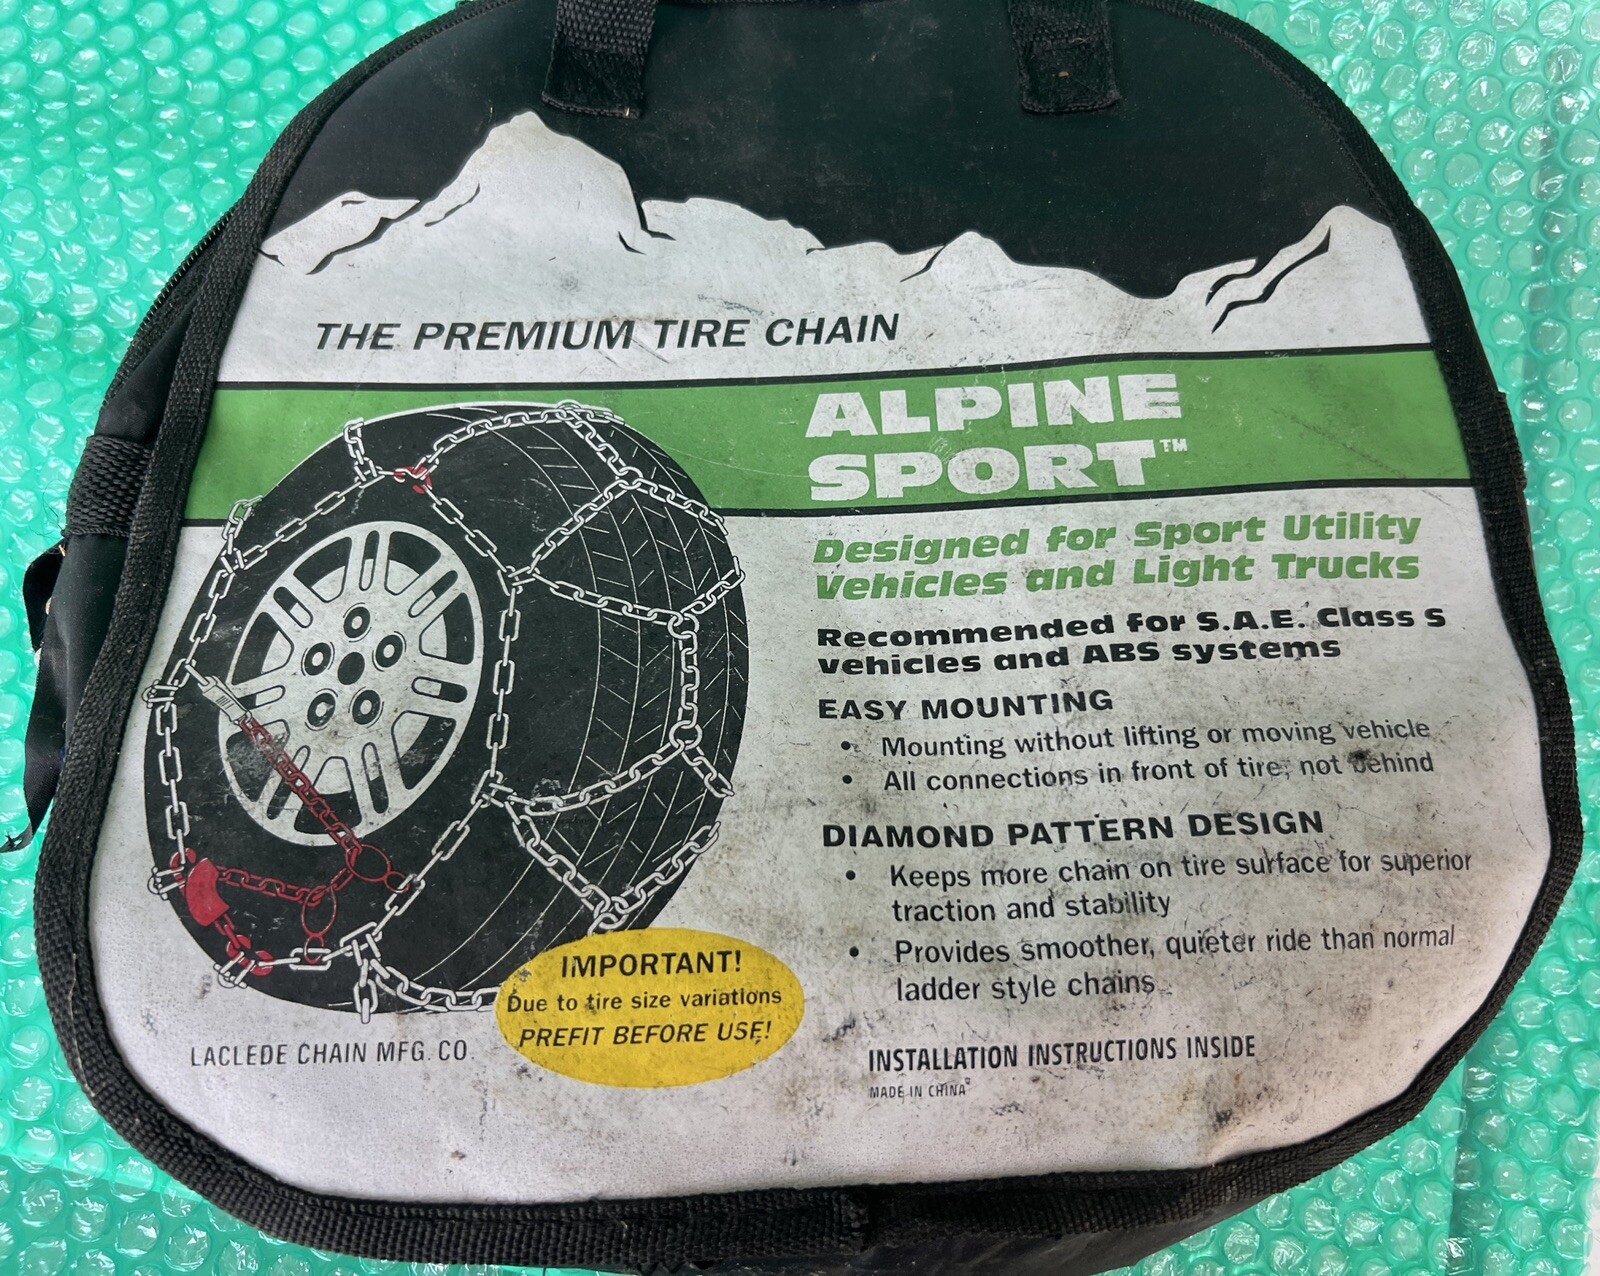 THE PREMIUM TIRE CHAIN
ALPINE
SPORT™
Designed for Sport Utility
Vehicles and Light Trucks
Recommended for S.A.E. Class S
vehicles and ABS systems
EASY MOUNTING
• Mounting without lifting or moving vehicle
• All connections in front of tire, not behind
DIAMOND PATTERN DESIGN
• Keeps more chain on tire surface for superior
traction and stability
• Provides smoother, quieter ride than normal
ladder style chains
IMPORTANT!
Due to tire size variations
PREFIT BEFORE USE!
LACLEDE CHAIN MFG. CO.
INSTALLATION INSTRUCTIONS INSIDE
MADE IN CHINA